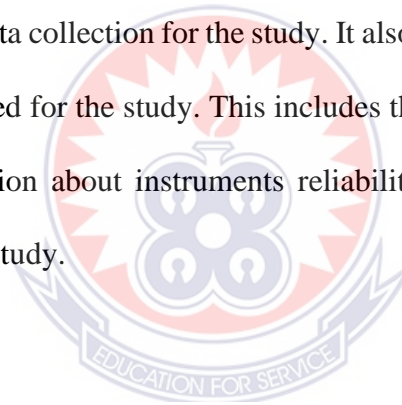 ta collection for the study. It also
ed for the study. This includes th
ion about instruments reliabilit
tudy.
EDUCATION FOR SERVICE